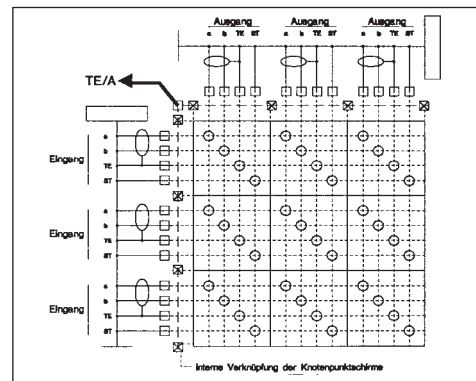 Ausgang Ausgang Ausgang
a b TE ST a b TE ST a b TE ST
TE/A
a
b
Eingang
TE
ST
a
b
Eingang
TE
ST
a
b
Eingang
TE
ST
Interne Verknüpfung der Knotenpunktschirme